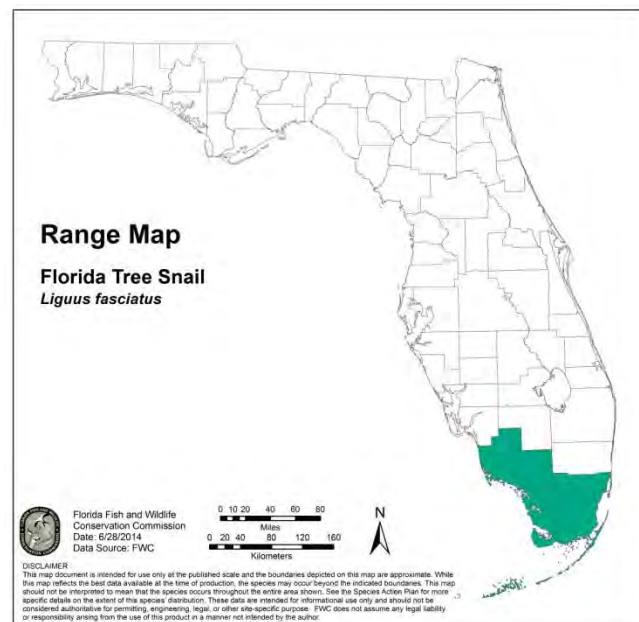 Range Map
Florida Tree Snail
Liguus fasciatus
Florida Fish and Wildlife
Conservation Commission
Date: 6/28/2014
Data Source: FWC
0 10 20 40 60 80
Miles
0 20 40 80 120 160
Kilometers
N
DISCLAIMER
This map document is intended for use only at the published scale and the boundaries depicted on this map are approximate. While
this map reflects the best data available at the time of production, the species may occur beyond the indicated boundaries. This map
should not be interpreted to mean that the species occurs throughout the entire area shown. See the Species Action Plan for more
specific details on the extent of this species' distribution. These data are intended for informational use only and should not be
considered authoritative for permitting, engineering, legal, or other site-specific purpose. FWC does not assume any legal liability
or responsibility arising from the use of this product in a manner not intended by the author.